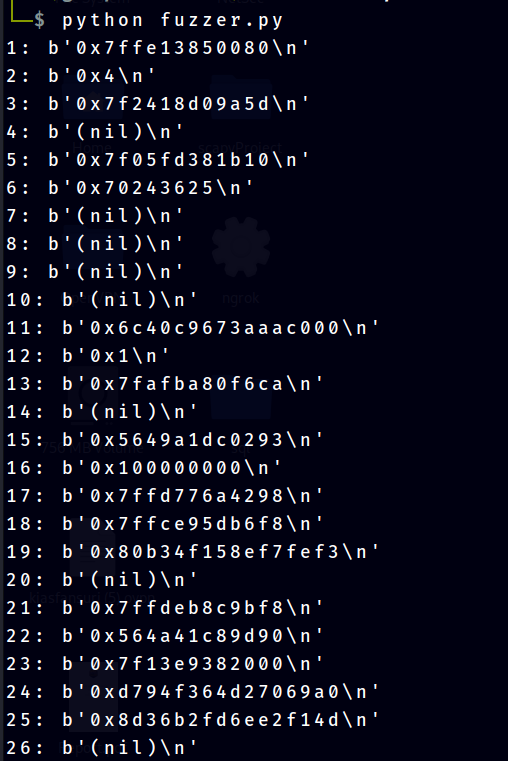 └─$ python fuzzer.py
1: b'0x7ffe13850080\n'
2: b'0x4\n'
3: b'0x7f2418d09a5d\n'
4: b'(nil)\n'
5: b'0x7f05fd381b10\n'
6: b'0x70243625\n'
7: b'(nil)\n'
8: b'(nil)\n'
9: b'(nil)\n'
10: b'(nil)\n'
ngrok
11: b'0x6c40c9673aaac000\n'
12: b'0x1\n'
13: b'0x7fafba80f6ca\n'
14: b'(nil)\n'
15: b'0x5649a1dc0293\n'
16: b'0x100000000\n'
17: b'0x7ffd776a4298\n'
18: b'0x7ffce95db6f8\n'
19: b'0x80b34f158ef7fef3\n'
20: b'(nil)\n'
21: b'0x7ffdeb8c9bf8\n'
22: b'0x564a41c89d90\n'
23: b'0x7f13e9382000\n'
24: b'0xd794f364d27069a0\n'
25: b'0x8d36b2fd6ee2f14d\n'
26: b'(nil)\n'